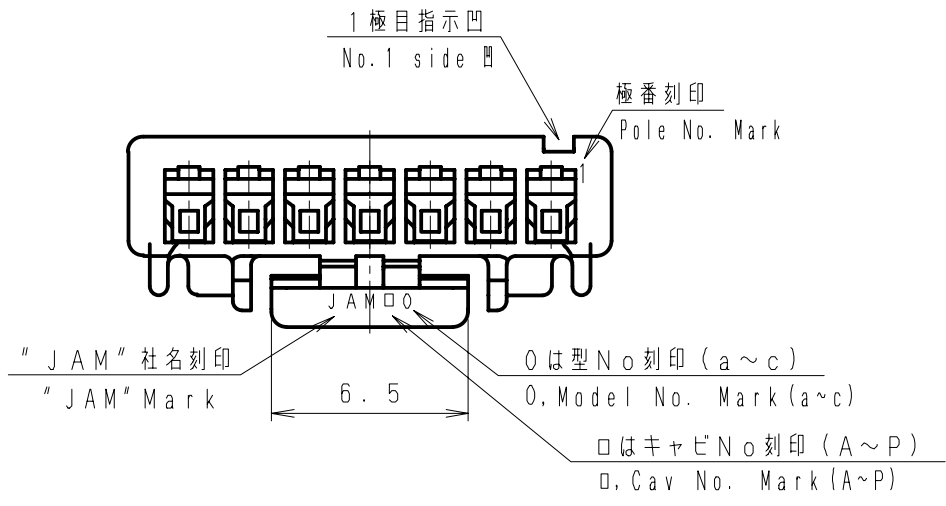 1極目指示凹
No.1 side 凹
極番刻印
Pole No. Mark
1
JAM□O
"JAM"社名刻印
"JAM"Mark
6.5
Oは型No刻印(a～c)
O,Model No. Mark(a~c)
□はキャビNo刻印(A～P)
□,Cav No. Mark(A~P)